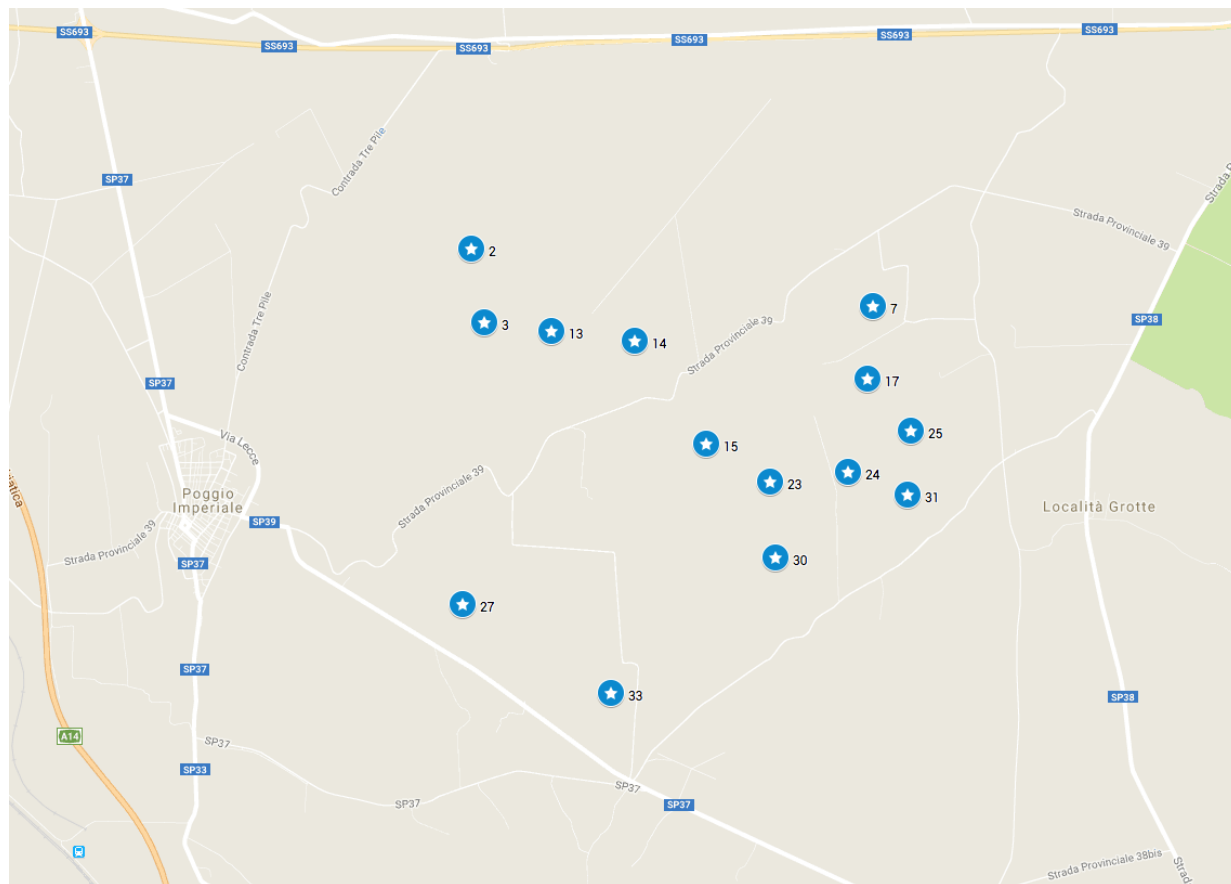 SS693
SS693
SS693
SS693
SS693
SS693
Contrada Tre Pile
SP37
Strada Provinciale 39
2
7
3
13
14
Contrada Tre Pile
Strada Provinciale 39
SP38
SP37
17
Via Lecce
25
15
24
23
31
Strada Provinciale 39
Poggio
Imperiale
Località Grotte
SP39
Strada Provinciale 39
SP37
30
27
SP37
33
SP38
A14
SP37
SP33
SP37
SP37
SP37
Strada Provinciale 38bis